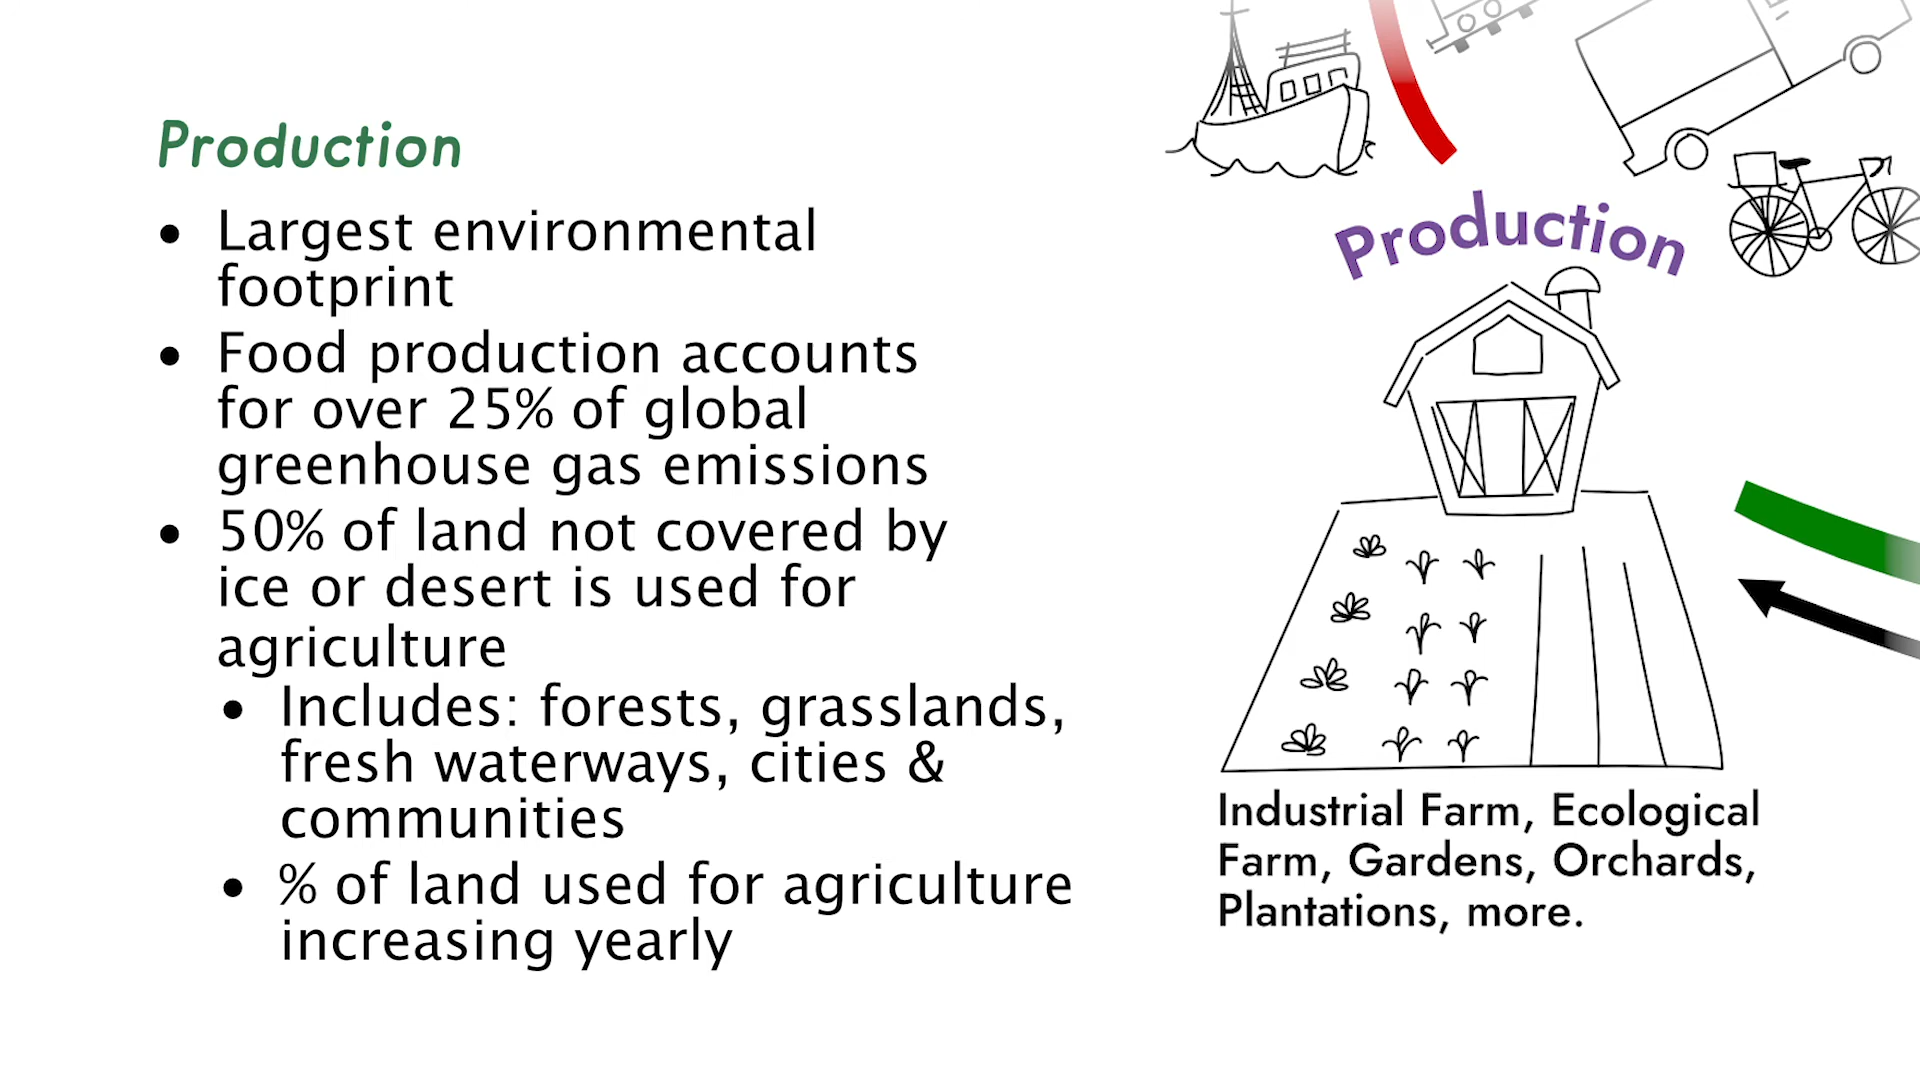 Production
• Largest environmental
footprint
• Food production accounts
for over 25% of global
greenhouse gas emissions
• 50% of land not covered by
ice or desert is used for
agriculture
• Includes: forests, grasslands,
fresh waterways, cities &
communities
• % of land used for agriculture
increasing yearly
Production
Industrial Farm, Ecological
Farm, Gardens, Orchards,
Plantations, more.